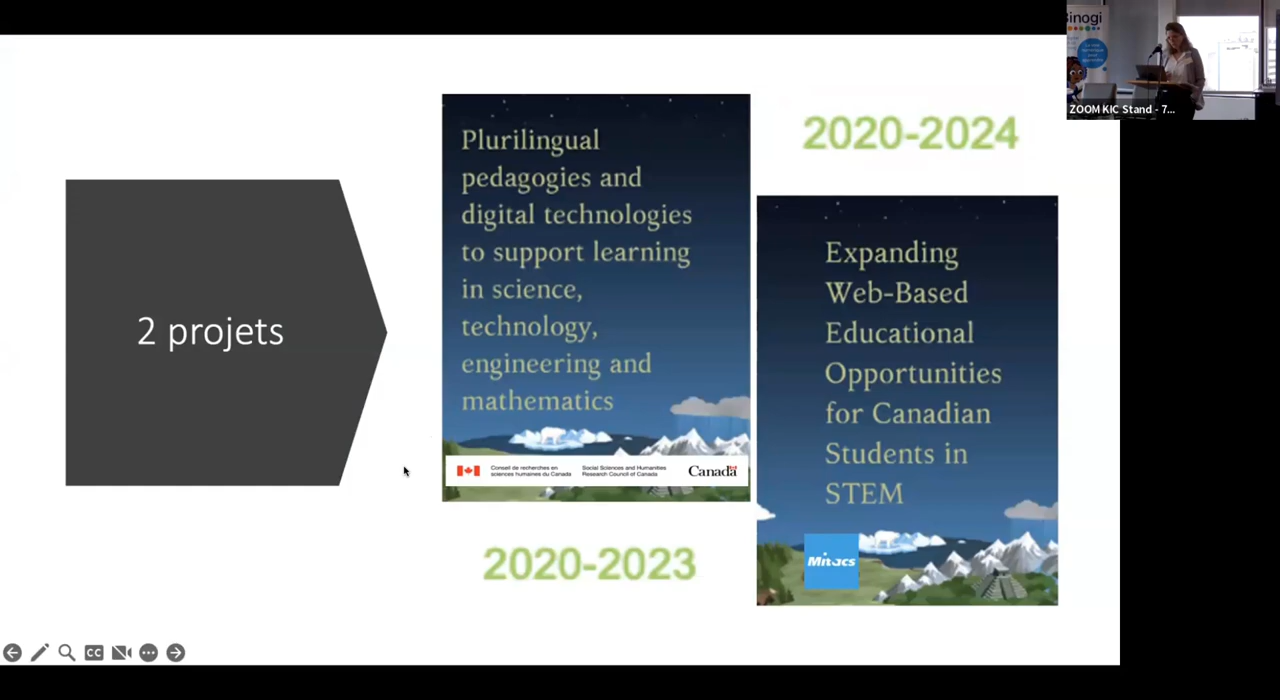 2 projets
Plurilingual
pedagogies and
digital technologies
to support learning
in science,
technology,
engineering and
mathematics
Conseil de recherches en
sciences humaines du Canada
Social Sciences and Humanities
Research Council of Canada
Canada
2020-2023
2020-2024
Expanding
Web-Based
Educational
Opportunities
for Canadian
Students in
STEM
Mitacs
Binogi
ZOOM KIC Stand - 7...
CC